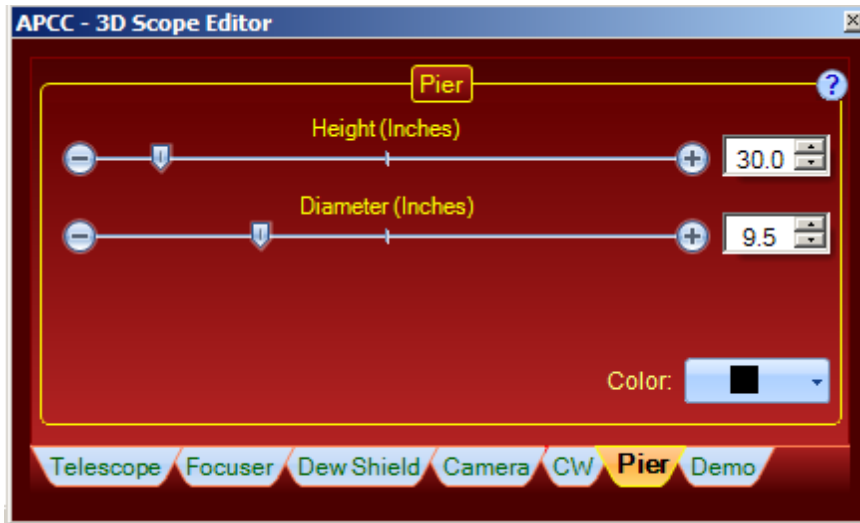 APCC - 3D Scope Editor
Pier
?
Height (Inches)
30.0
Diameter (Inches)
9.5
Color:
Telescope Focuser Dew Shield Camera CW Pier Demo